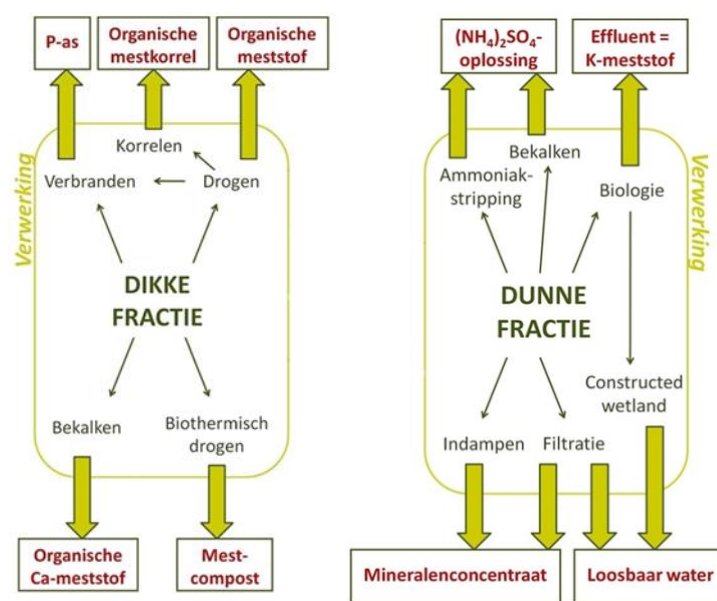 P-as
Organische
mestkorrel
Organische
meststof
Verwerking
Korrelen
Verbranden
Drogen
DIKKE
FRACTIE
Bekalken
Biothermisch
drogen
Organische
Ca-meststof
Mest-
compost
(NH₄)₂SO₄-
oplossing
Effluent =
K-meststof
Verwerking
Bekalken
Ammoniak-
stripping
Biologie
DUNNE
FRACTIE
Constructed
wetland
Indampen
Filtratie
Mineralenconcentraat
Loosbaar water